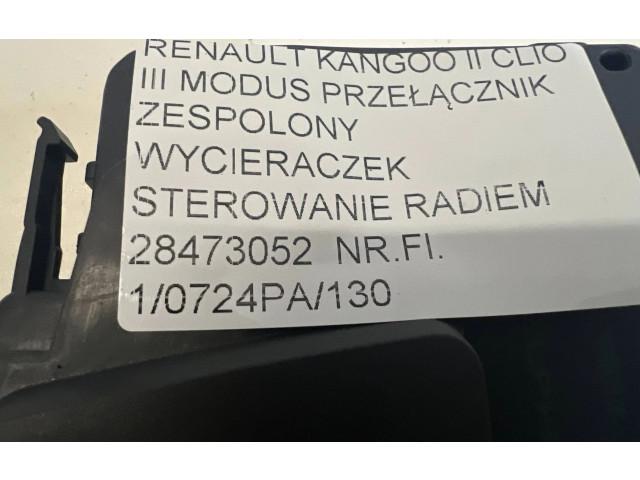 RENAULT KANGOO II CLIO
III MODUS PRZEŁĄCZNIK
ZESPOLONY
WYCIERACZEK
STEROWANIE RADIEM
28473052 NR.FI.
1/0724PA/130